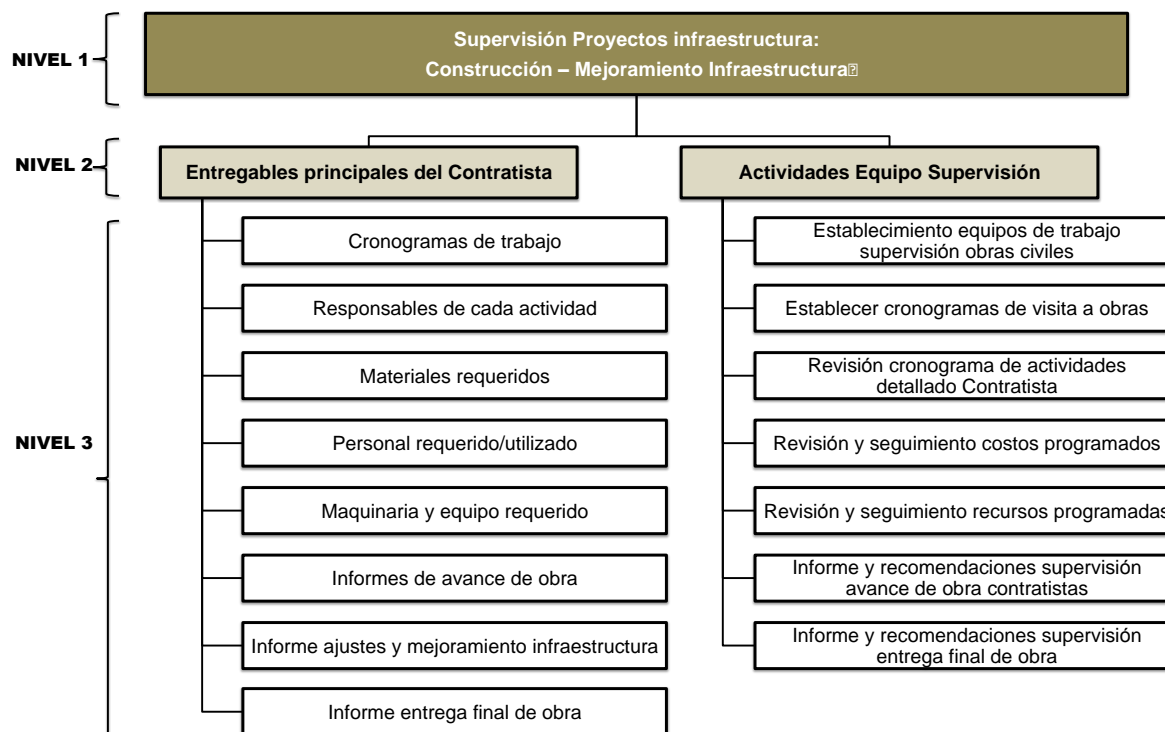 NIVEL 1
Supervisión Proyectos infraestructura:
Construcción – Mejoramiento Infraestructura
NIVEL 2
Entregables principales del Contratista
Actividades Equipo Supervisión
NIVEL 3
Cronogramas de trabajo
Responsables de cada actividad
Materiales requeridos
Personal requerido/utilizado
Maquinaria y equipo requerido
Informes de avance de obra
Informe ajustes y mejoramiento infraestructura
Informe entrega final de obra
Establecimiento equipos de trabajo
supervisión obras civiles
Establecer cronogramas de visita a obras
Revisión cronograma de actividades
detallado Contratista
Revisión y seguimiento costos programados
Revisión y seguimiento recursos programadas
Informe y recomendaciones supervisión
avance de obra contratistas
Informe y recomendaciones supervisión
entrega final de obra